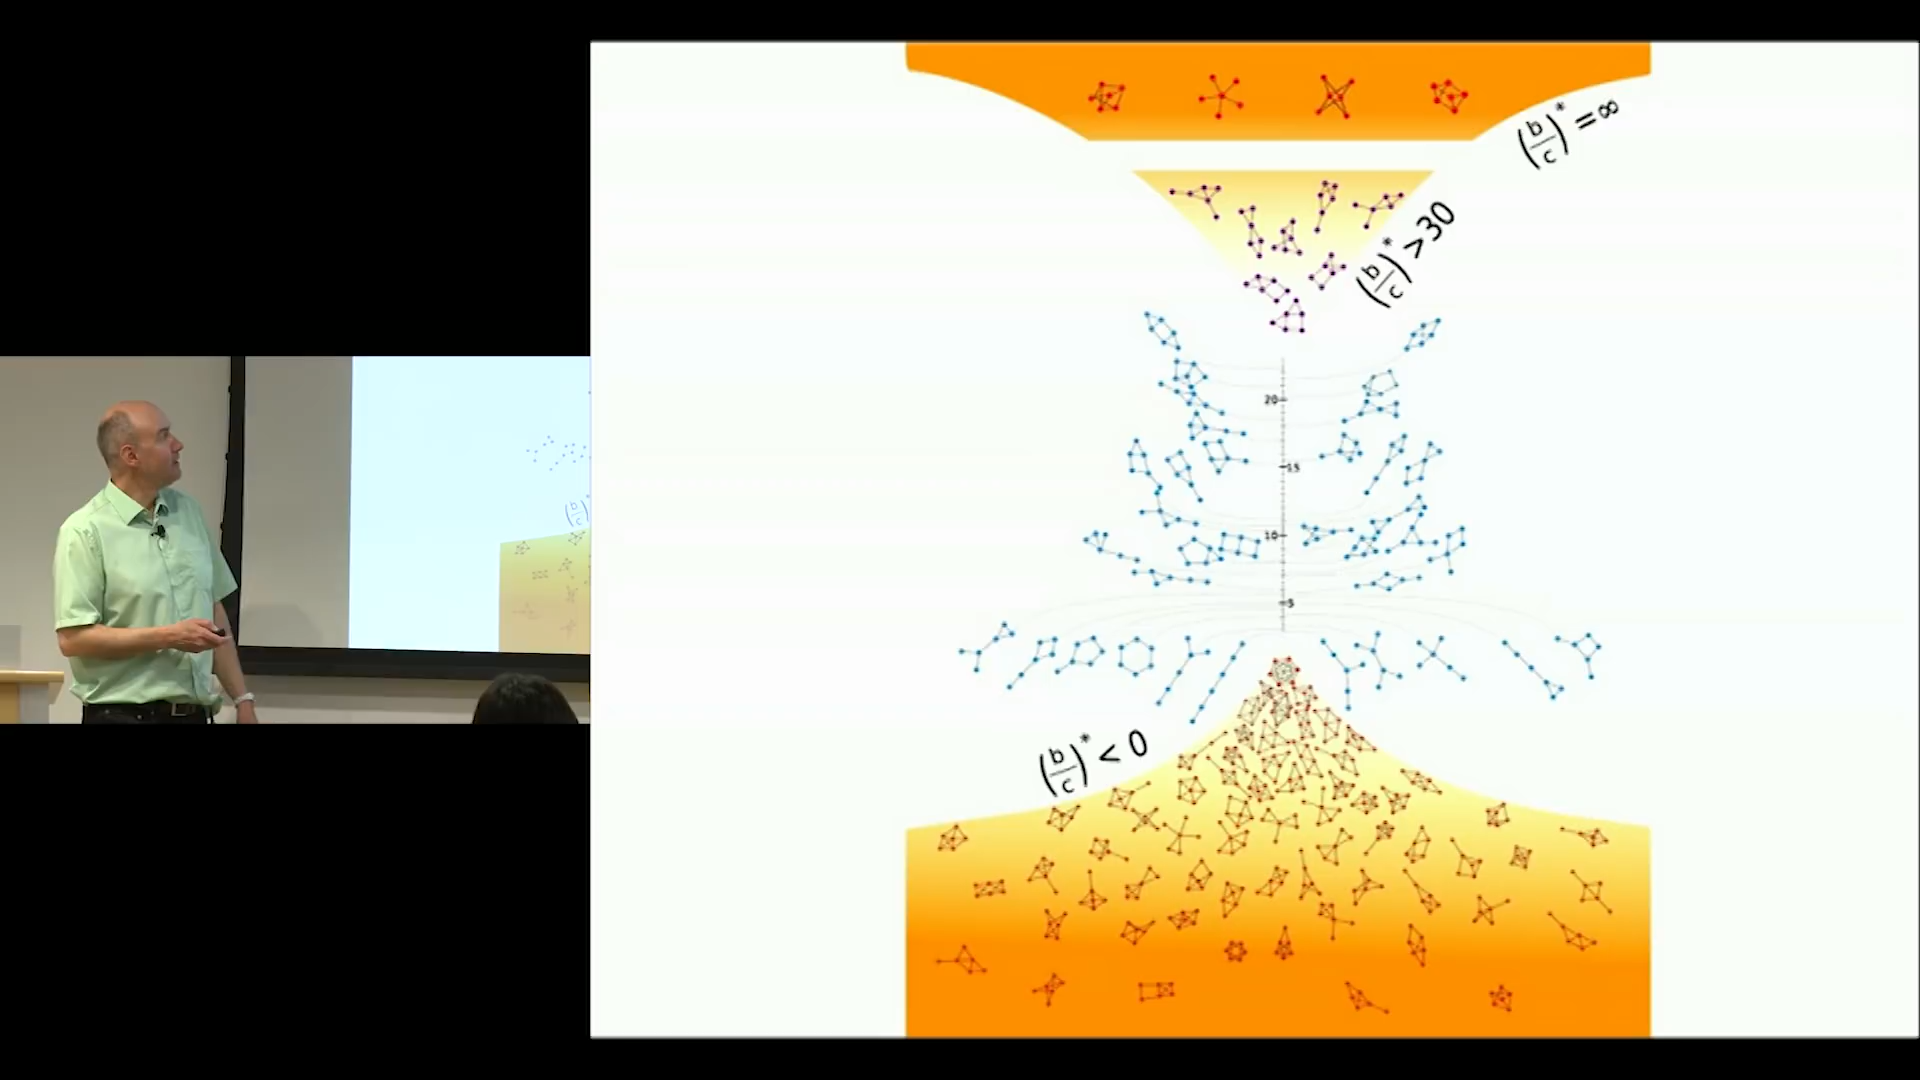 (b/c)* = ∞
(b/c)* > 30
20
15
10
5
(b/c)* < 0
(b/c)*